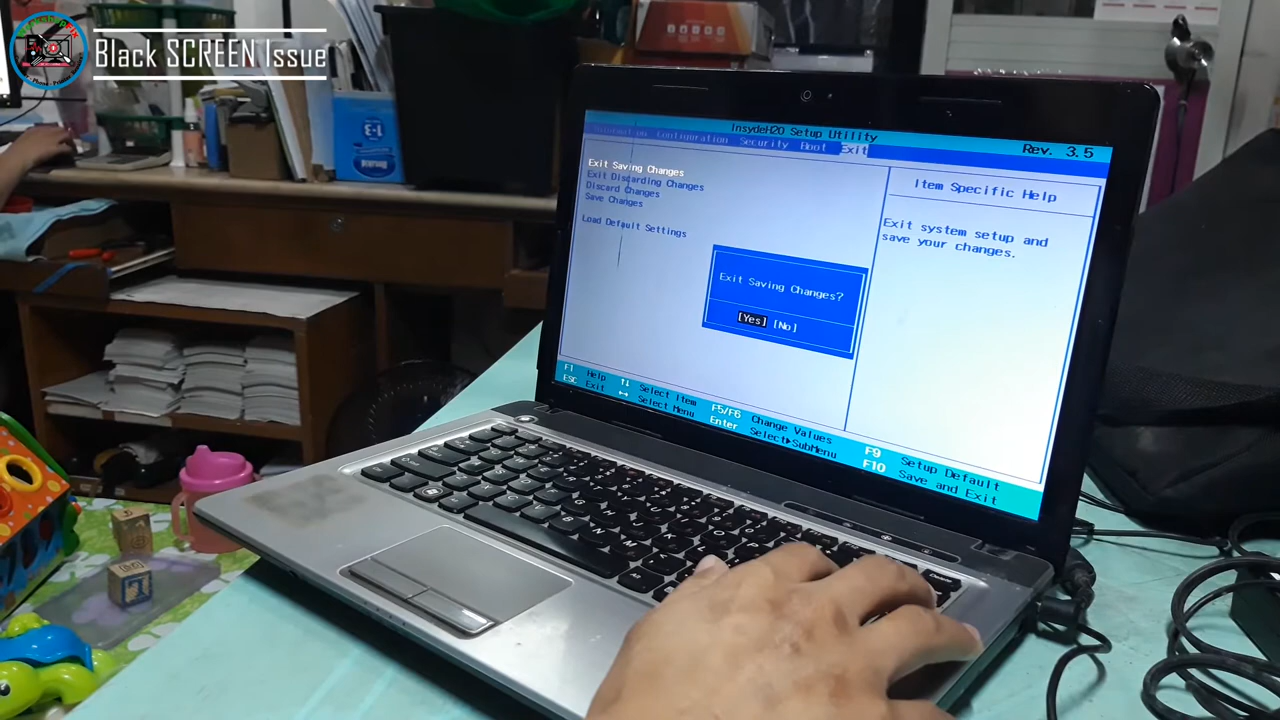 Black SCREEN Issue
InsydeH2O Setup Utility
Rev. 3.5
Configuration Security Boot Exit
Exit Saving Changes
Exit Discarding Changes
Discard Changes
Save Changes
Load Default Settings
Item Specific Help
Exit system setup and
save your changes.
Exit Saving Changes?
[Yes] [No]
F1 Help ↑↓ Select Item F5/F6 Change Values F9 Setup Default
ESC Exit ↔ Select Menu Enter Select▶SubMenu F10 Save and Exit
1-3